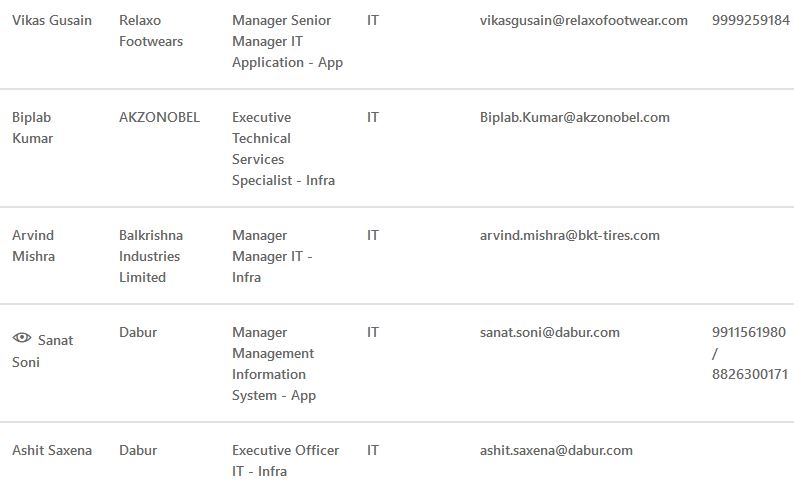 Vikas Gusain Relaxo Manager Senior IT vikasgusain@relaxofootwear.com 9999259184
Footwears Manager IT
Application - App
Biplab AKZONOBEL Executive IT Biplab.Kumar@akzonobel.com
Kumar Technical
Services
Specialist - Infra
Arvind Balkrishna Manager IT arvind.mishra@bkt-tires.com
Mishra Industries Manager IT -
Limited Infra
Sanat Dabur Manager IT sanat.soni@dabur.com 9911561980
Soni Management /
Information 8826300171
System - App
Ashit Saxena Dabur Executive Officer IT ashit.saxena@dabur.com
IT - Infra